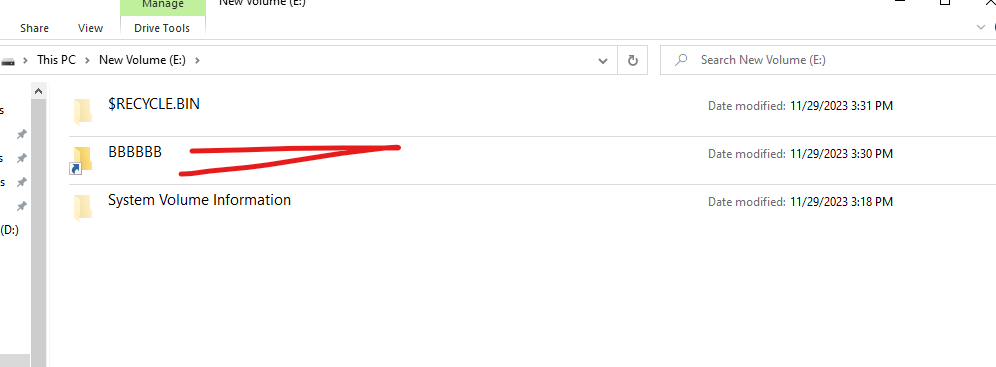 Manage
New Volume (E:)
Share View Drive Tools
This PC New Volume (E:) Search New Volume (E:)
$RECYCLE.BIN Date modified: 11/29/2023 3:31 PM
BBBBBB Date modified: 11/29/2023 3:30 PM
System Volume Information Date modified: 11/29/2023 3:18 PM
(D:)